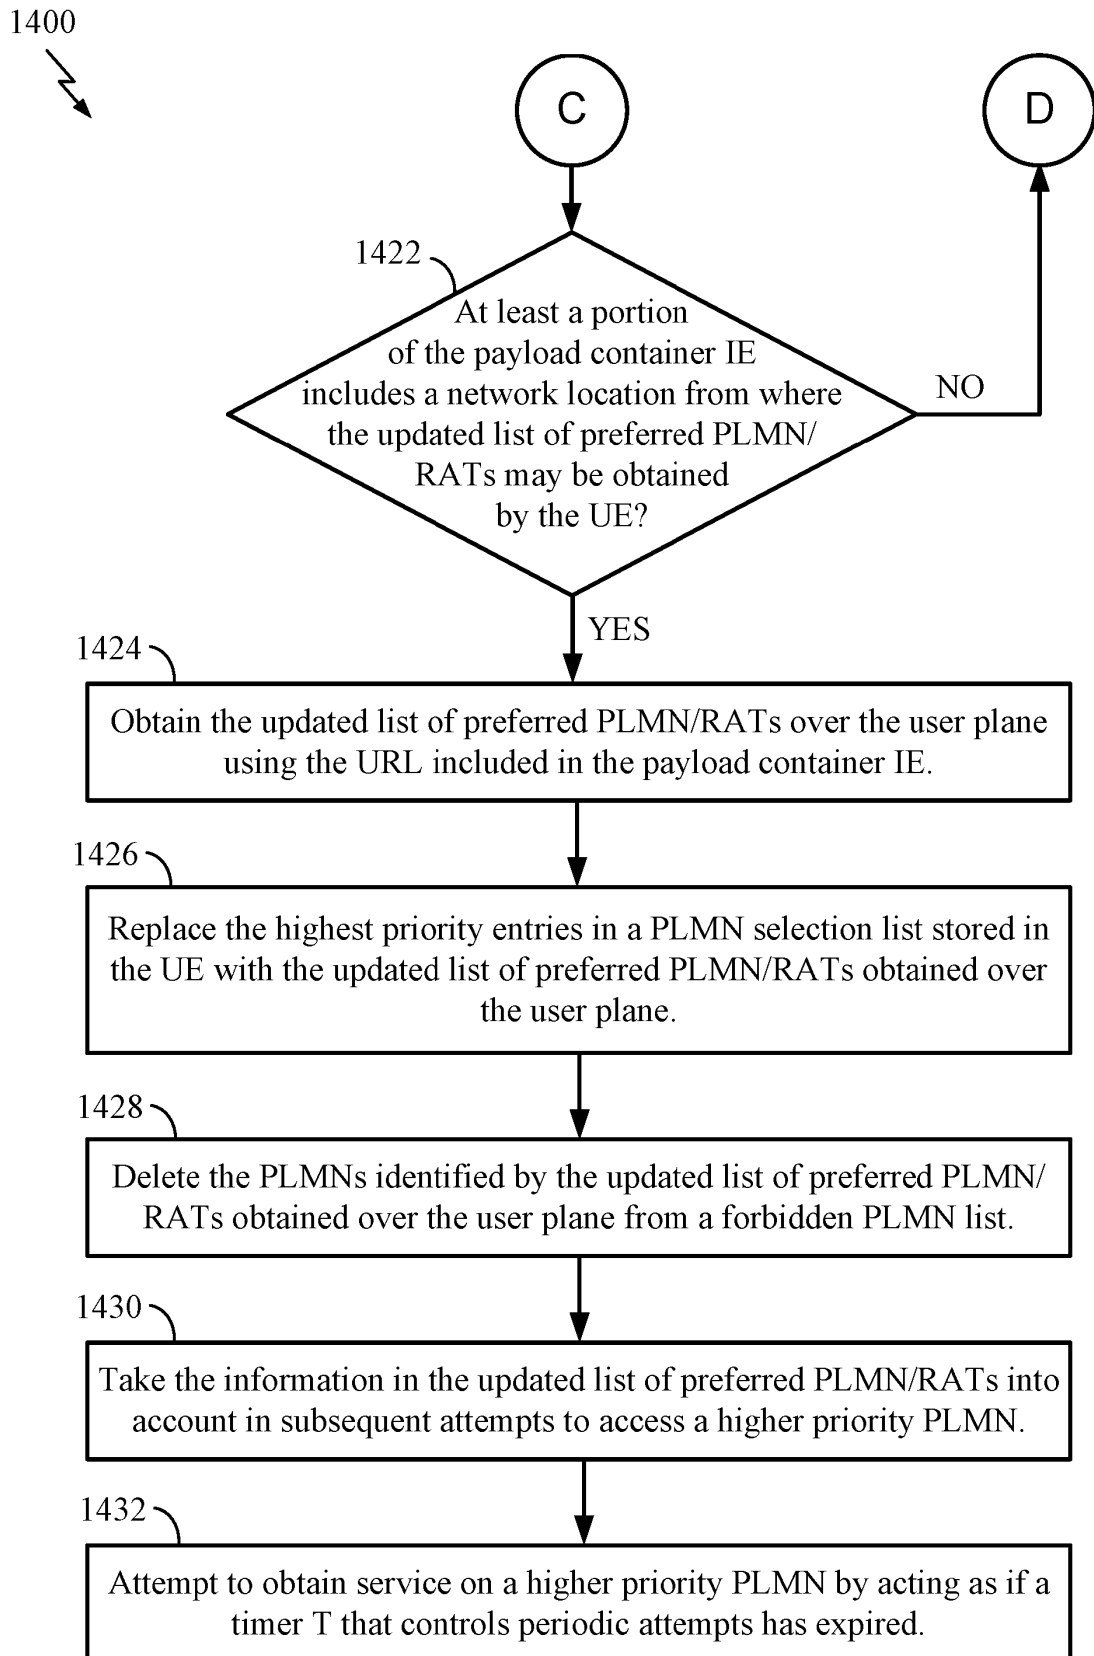 1400
C
D
1422
At least a portion
of the payload container IE
includes a network location from where
the updated list of preferred PLMN/
RATs may be obtained
by the UE?
NO
YES
1424
Obtain the updated list of preferred PLMN/RATs over the user plane
using the URL included in the payload container IE.
1426
Replace the highest priority entries in a PLMN selection list stored in
the UE with the updated list of preferred PLMN/RATs obtained over
the user plane.
1428
Delete the PLMNs identified by the updated list of preferred PLMN/
RATs obtained over the user plane from a forbidden PLMN list.
1430
Take the information in the updated list of preferred PLMN/RATs into
account in subsequent attempts to access a higher priority PLMN.
1432
Attempt to obtain service on a higher priority PLMN by acting as if a
timer T that controls periodic attempts has expired.